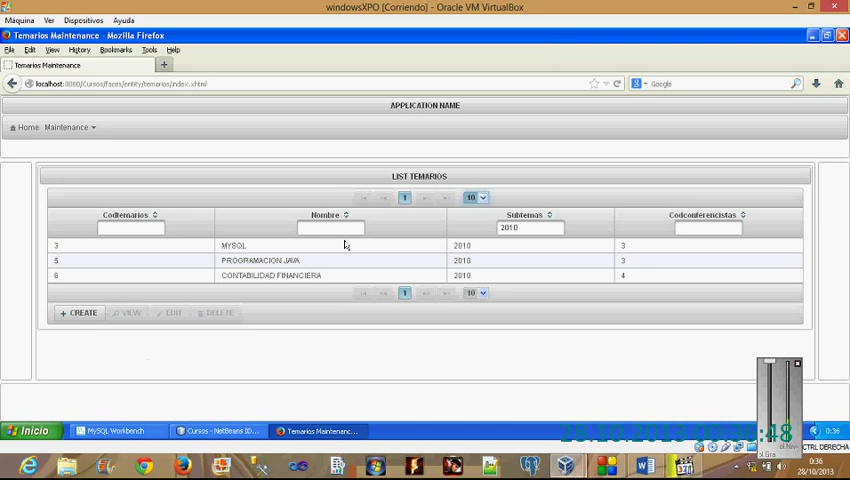 windowsXPO [Corriendo] - Oracle VM VirtualBox
Máquina Ver Dispositivos Ayuda
Temarios Maintenance - Mozilla Firefox
File Edit View History Bookmarks Tools Help
Temarios Maintenance
localhost:8080/Cursos/faces/entity/temarios/index.xhtml
Google
APPLICATION NAME
Home Maintenance
LIST TEMARIOS
1 10
Codtemarios Nombre Subtemas Codconferencistas
2010
3 MYSQL 2010 3
5 PROGRAMACION JAVA 2010 3
6 CONTABILIDAD FINANCIERA 2010 4
1 10
+ CREATE VIEW EDIT DELETE
Inicio MySQL Workbench Cursos - NetBeans ID... Temarios Maintenanc... 0:36
CTRL DERECHA
0:36
28/10/2013